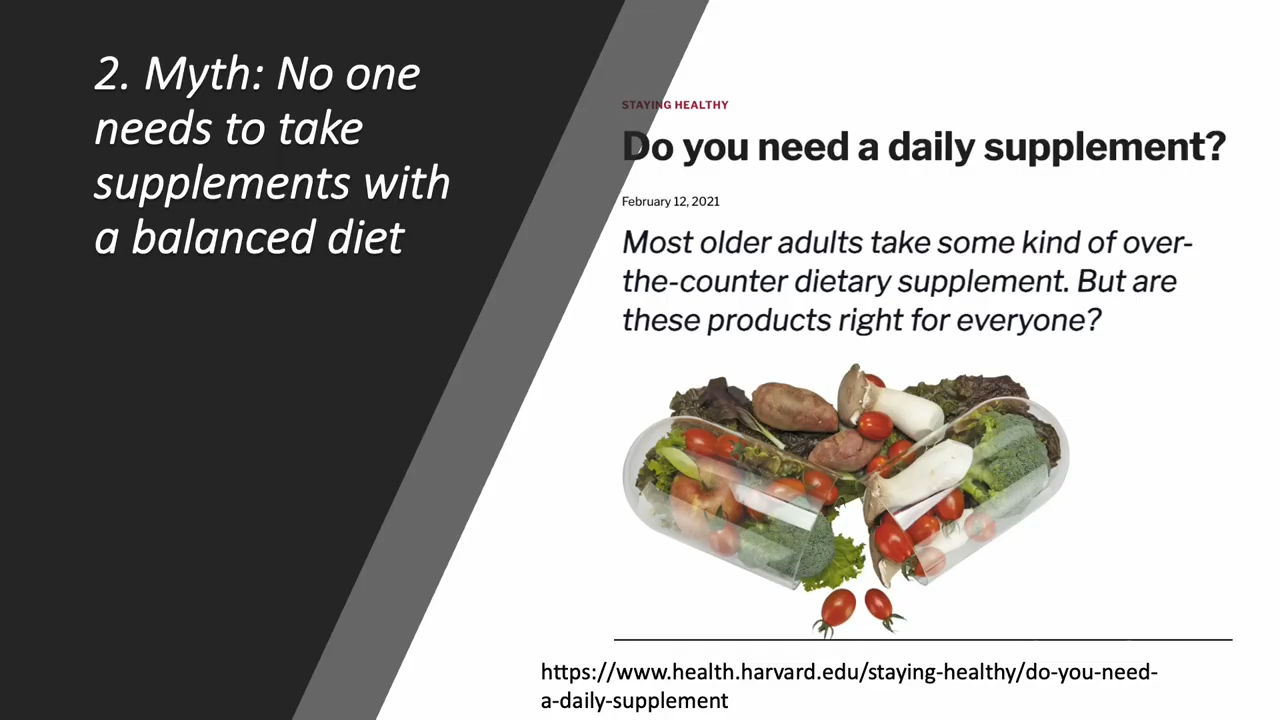 2. Myth: No one
needs to take
supplements with
a balanced diet
STAYING HEALTHY
Do you need a daily supplement?
February 12, 2021
Most older adults take some kind of over-
the-counter dietary supplement. But are
these products right for everyone?
https://www.health.harvard.edu/staying-healthy/do-you-need-
a-daily-supplement